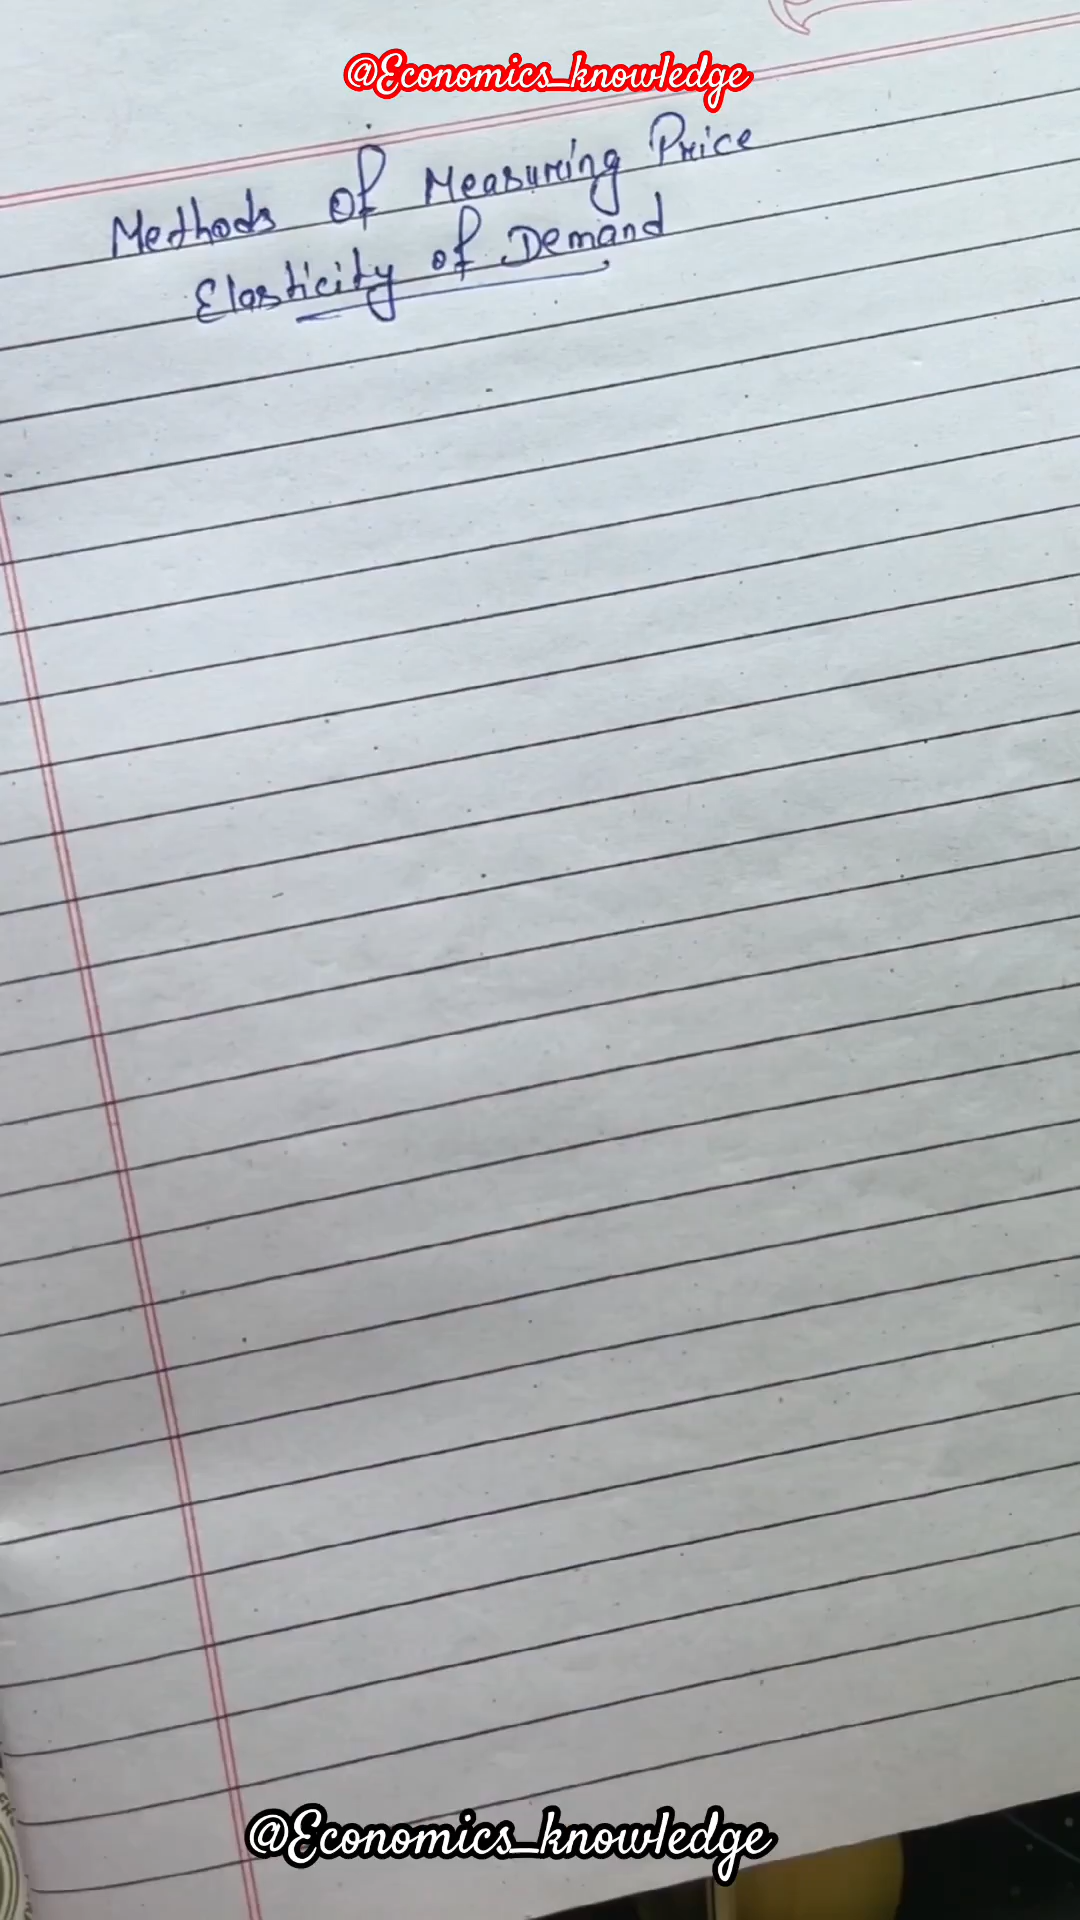 @Economics_knowledge
Methods of Measuring Price
Elasticity of Demand
@Economics_knowledge